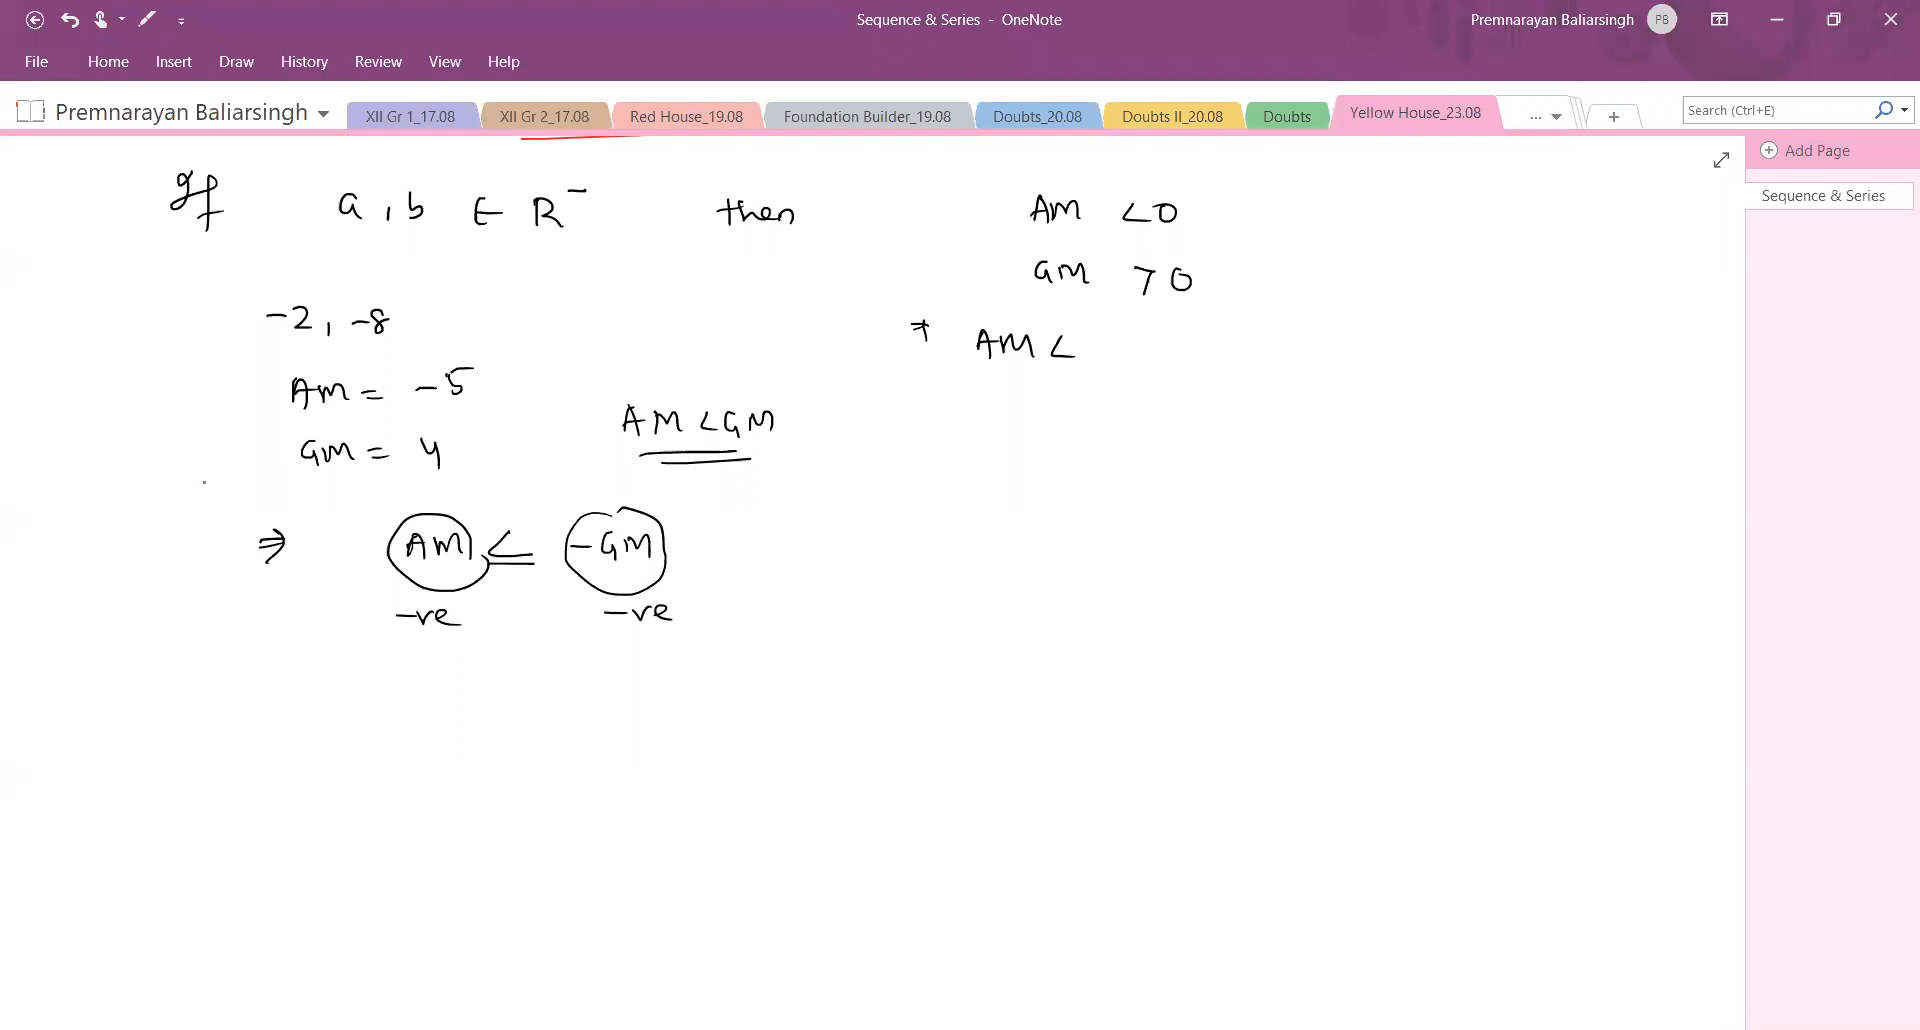 Sequence & Series - OneNote
Premnarayan Baliarsingh PB
File Home Insert Draw History Review View Help
Premnarayan Baliarsingh
XII Gr 1_17.08 XII Gr 2_17.08 Red House_19.08 Foundation Builder_19.08 Doubts_20.08 Doubts II_20.08 Doubts Yellow House_23.08 ... +
Search (Ctrl+E)
Add Page
Sequence & Series
If a, b ∈ R⁻ then AM < 0
GM > 0
-2, -8
AM <
AM = -5
AM < GM
GM = 4
⇒ AM ≤ -GM
-ve -ve